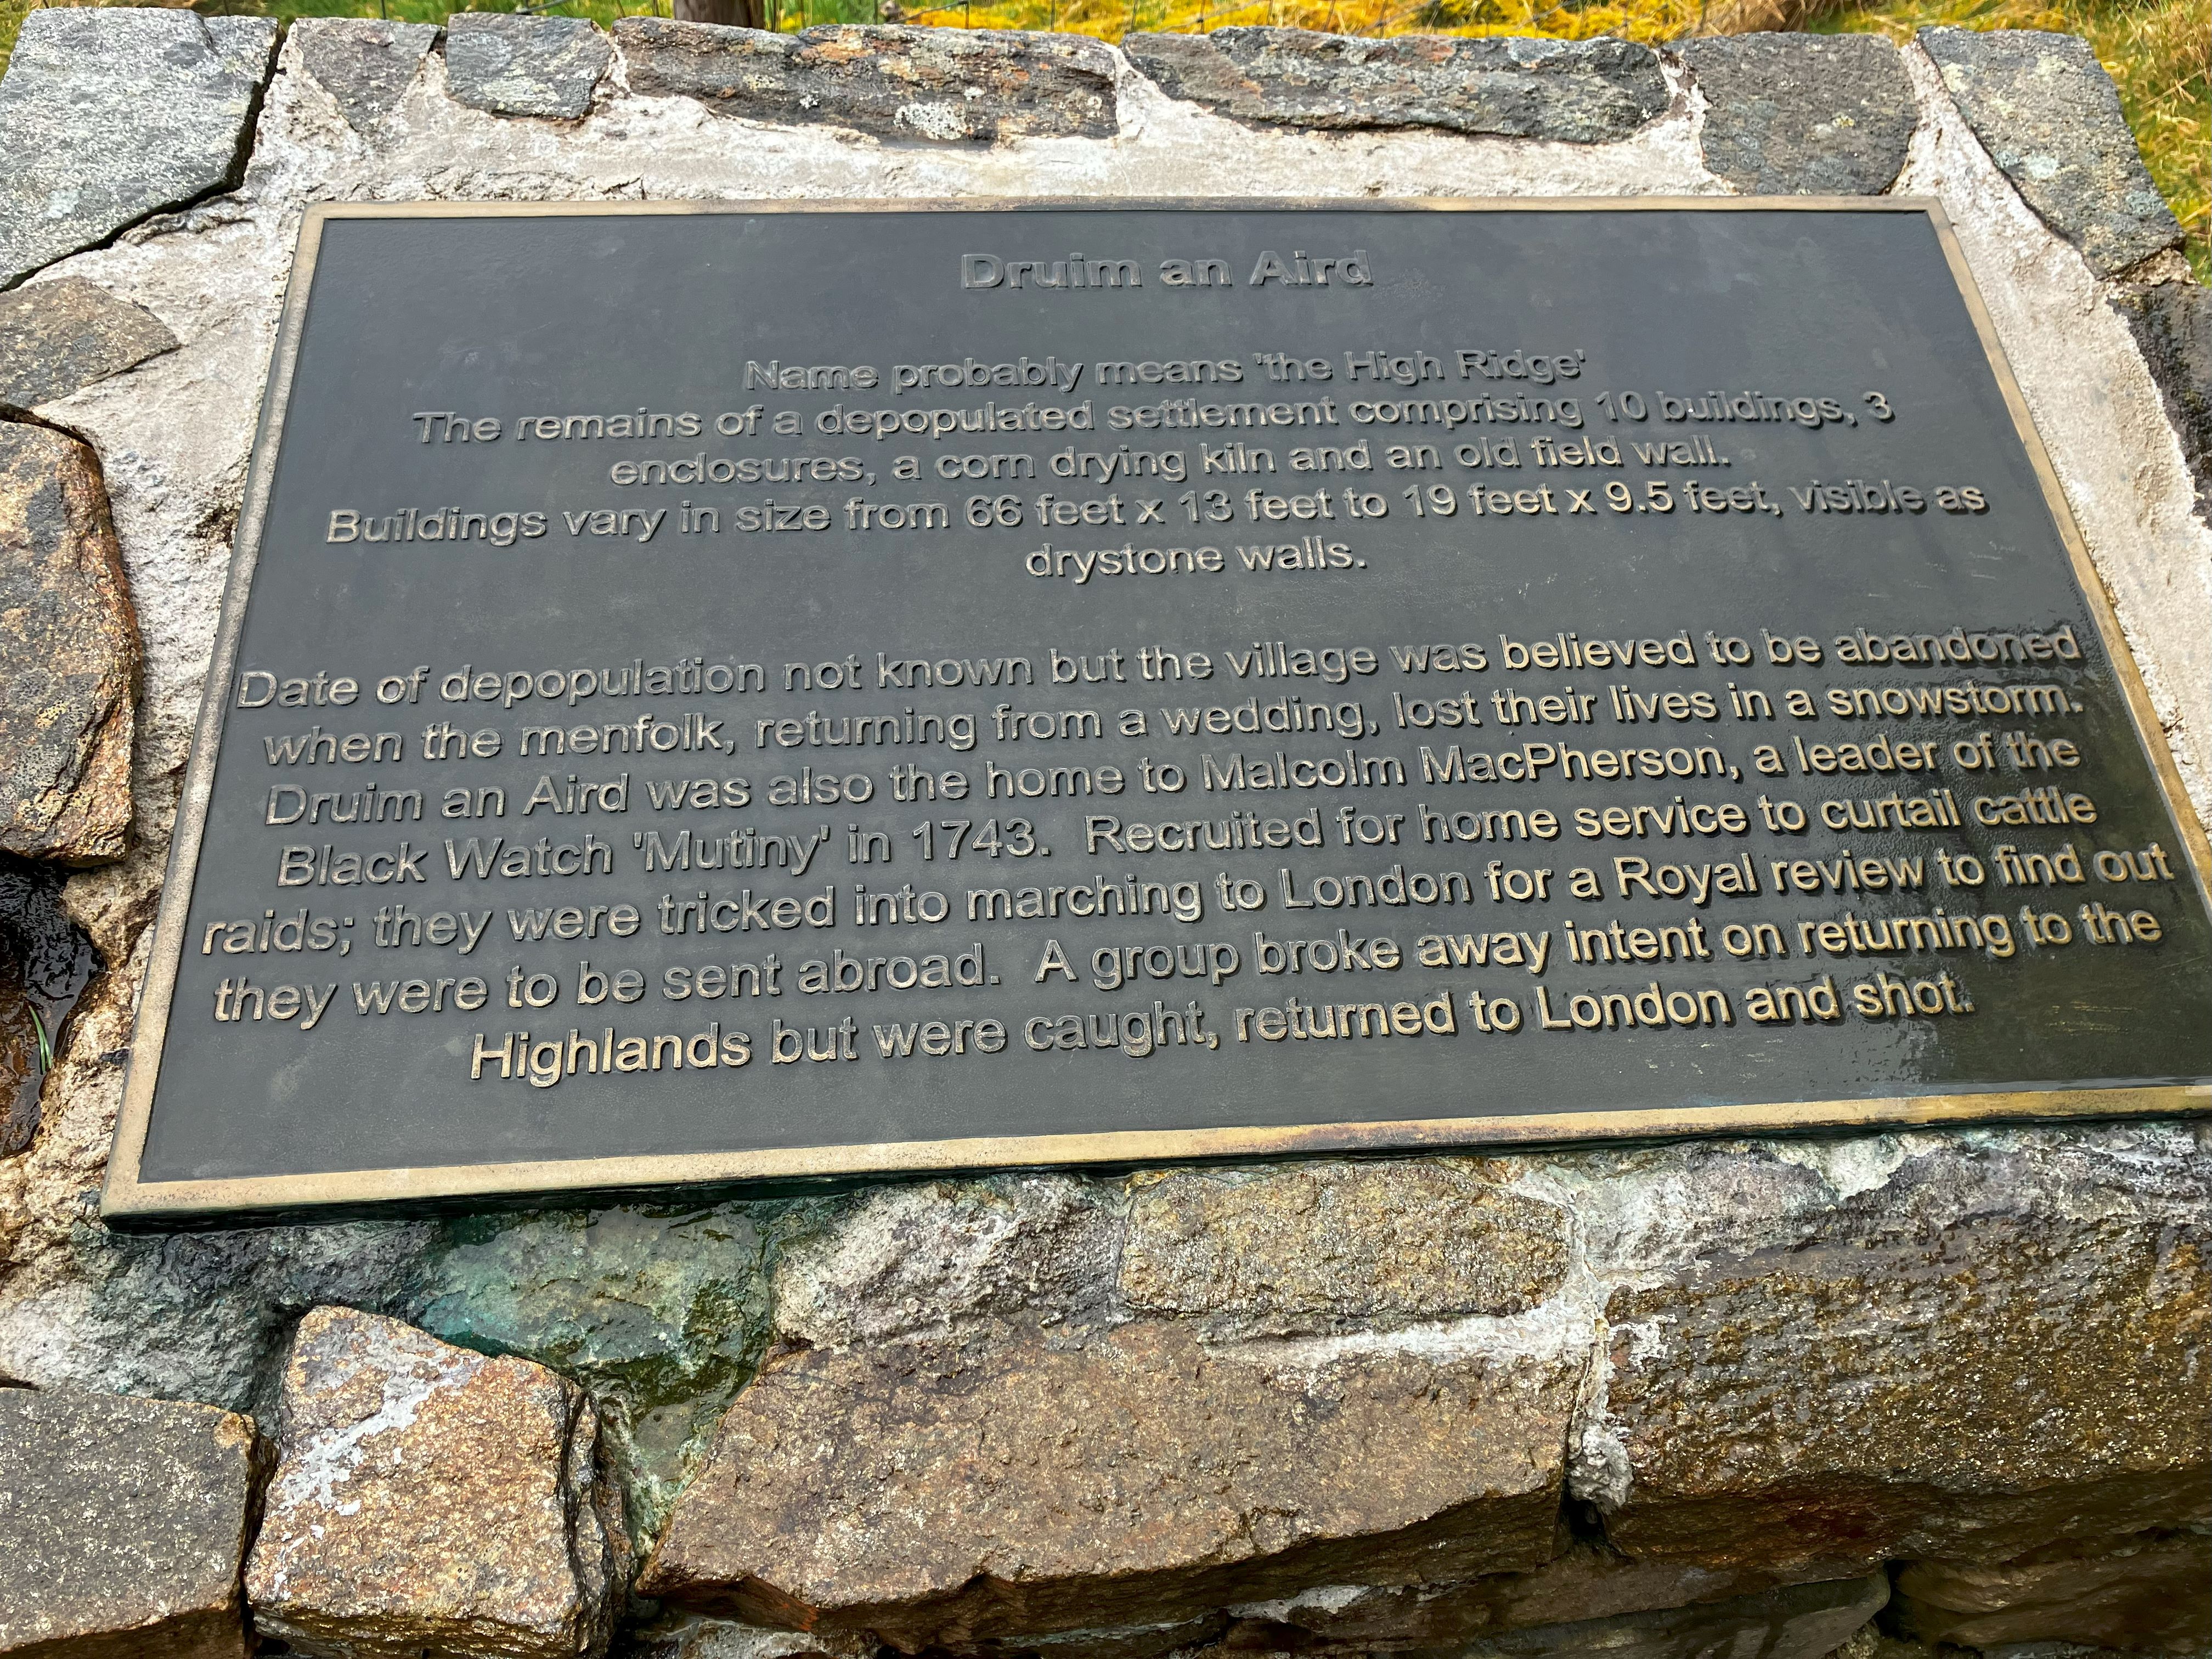 Druim an Aird
Name probably means 'the High Ridge'
The remains of a depopulated settlement comprising 10 buildings, 3
enclosures, a corn drying kiln and an old field wall.
Buildings vary in size from 66 feet x 13 feet to 19 feet x 9.5 feet, visible as
drystone walls.
Date of depopulation not known but the village was believed to be abandoned
when the menfolk, returning from a wedding, lost their lives in a snowstorm.
Druim an Aird was also the home to Malcolm MacPherson, a leader of the
Black Watch 'Mutiny' in 1743. Recruited for home service to curtail cattle
raids; they were tricked into marching to London for a Royal review to find out
they were to be sent abroad. A group broke away intent on returning to the
Highlands but were caught, returned to London and shot.